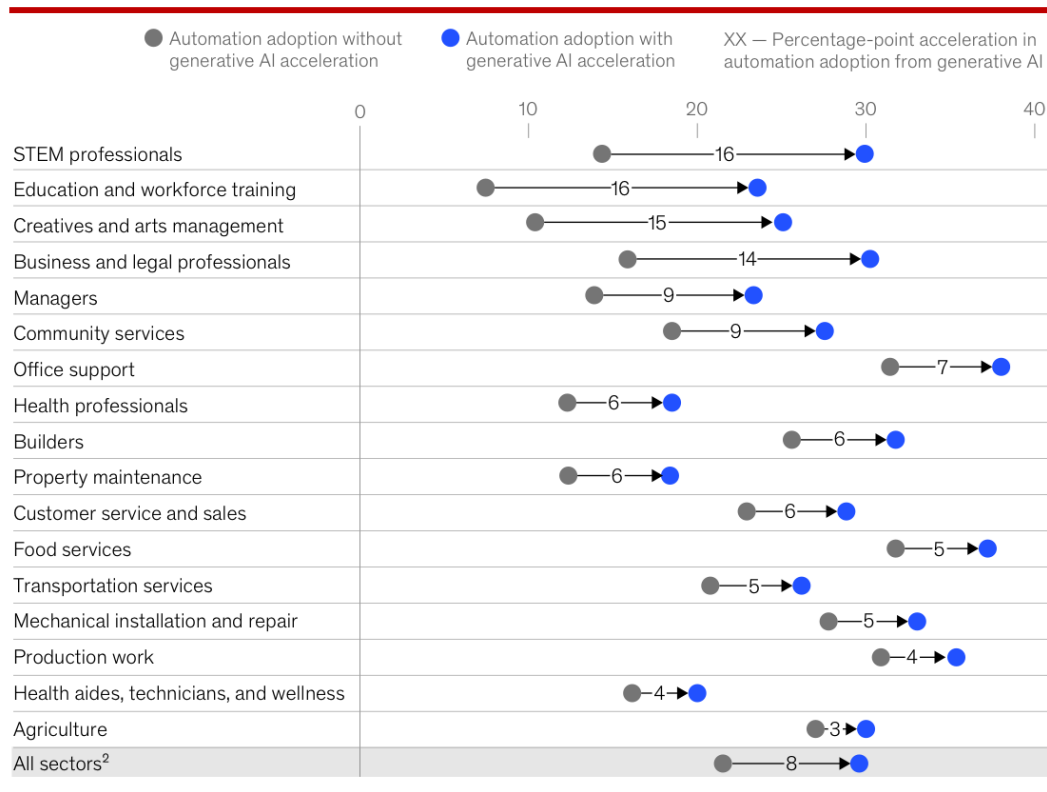 Automation adoption without
generative AI acceleration
Automation adoption with
generative AI acceleration
XX — Percentage-point acceleration in
automation adoption from generative AI
0 10 20 30 40
STEM professionals 16
Education and workforce training 16
Creatives and arts management 15
Business and legal professionals 14
Managers 9
Community services 9
Office support 7
Health professionals 6
Builders 6
Property maintenance 6
Customer service and sales 6
Food services 5
Transportation services 5
Mechanical installation and repair 5
Production work 4
Health aides, technicians, and wellness 4
Agriculture 3
All sectors² 8